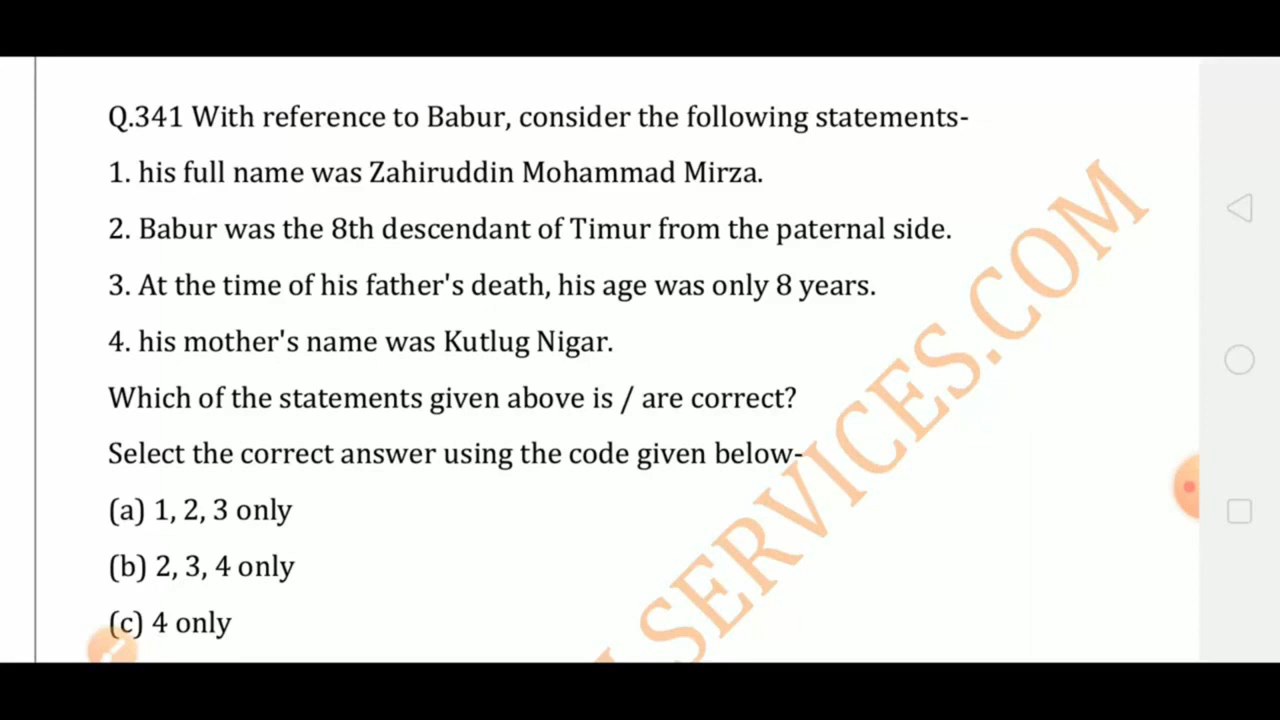 Q.341 With reference to Babur, consider the following statements-
1. his full name was Zahiruddin Mohammad Mirza.
2. Babur was the 8th descendant of Timur from the paternal side.
3. At the time of his father's death, his age was only 8 years.
4. his mother's name was Kutlug Nigar.
Which of the statements given above is / are correct?
Select the correct answer using the code given below-
(a) 1, 2, 3 only
(b) 2, 3, 4 only
(c) 4 only
SERVICES.COM